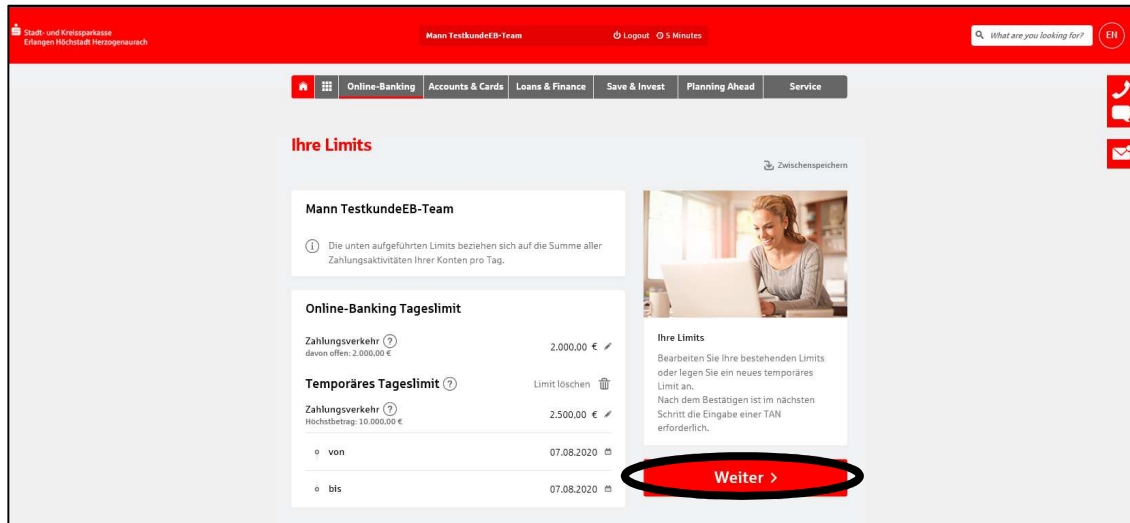 Stadt- und Kreissparkasse
Erlangen Höchstadt Herzogenaurach
Mann TestkundeEB-Team
Logout
5 Minutes
What are you looking for?
EN
Online-Banking
Accounts & Cards
Loans & Finance
Save & Invest
Planning Ahead
Service
Ihre Limits
Zwischenspeichern
Mann TestkundeEB-Team
Die unten aufgeführten Limits beziehen sich auf die Summe aller
Zahlungsaktivitäten Ihrer Konten pro Tag.
Online-Banking Tageslimit
Zahlungsverkehr ?
davon offen: 2.000,00 €
2.000,00 €
Temporäres Tageslimit ?
Limit löschen
Zahlungsverkehr ?
Höchstbetrag: 10.000,00 €
2.500,00 €
von
07.08.2020
bis
07.08.2020
Ihre Limits
Bearbeiten Sie Ihre bestehenden Limits
oder legen Sie ein neues temporäres
Limit an.
Nach dem Bestätigen ist im nächsten
Schritt die Eingabe einer TAN
erforderlich.
Weiter >